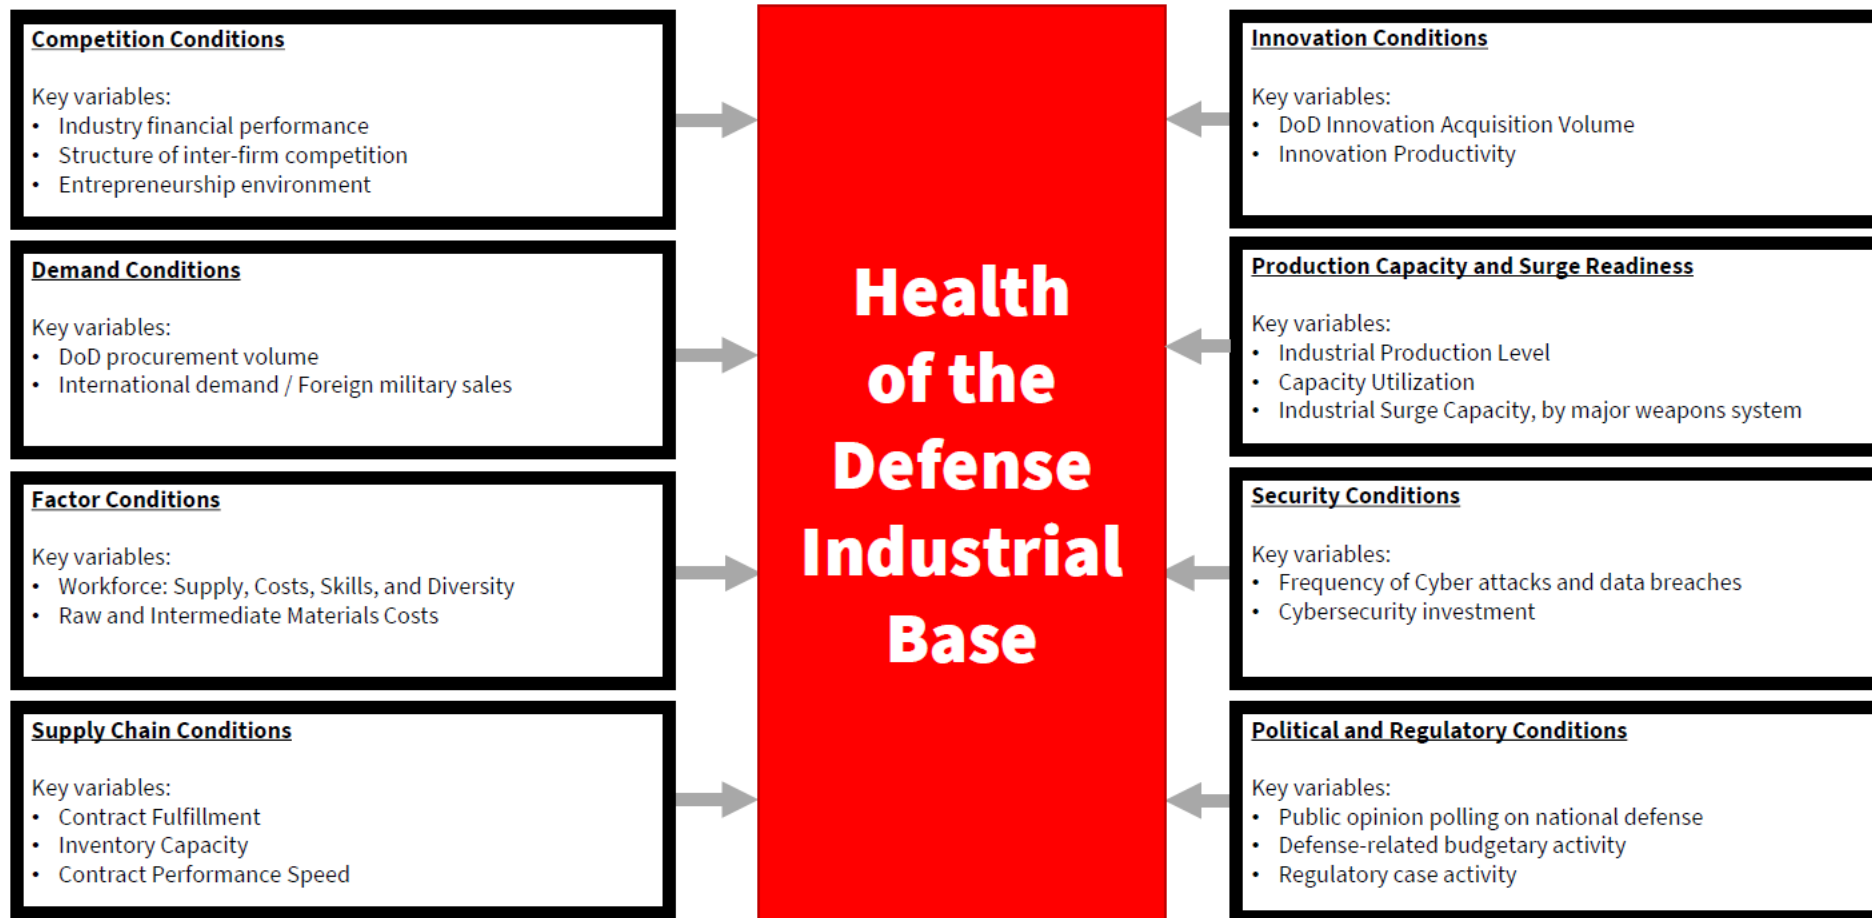 Competition Conditions
Key variables:
• Industry financial performance
• Structure of inter-firm competition
• Entrepreneurship environment
Demand Conditions
Key variables:
• DoD procurement volume
• International demand / Foreign military sales
Factor Conditions
Key variables:
• Workforce: Supply, Costs, Skills, and Diversity
• Raw and Intermediate Materials Costs
Supply Chain Conditions
Key variables:
• Contract Fulfillment
• Inventory Capacity
• Contract Performance Speed
Health
of the
Defense
Industrial
Base
Innovation Conditions
Key variables:
• DoD Innovation Acquisition Volume
• Innovation Productivity
Production Capacity and Surge Readiness
Key variables:
• Industrial Production Level
• Capacity Utilization
• Industrial Surge Capacity, by major weapons system
Security Conditions
Key variables:
• Frequency of Cyber attacks and data breaches
• Cybersecurity investment
Political and Regulatory Conditions
Key variables:
• Public opinion polling on national defense
• Defense-related budgetary activity
• Regulatory case activity